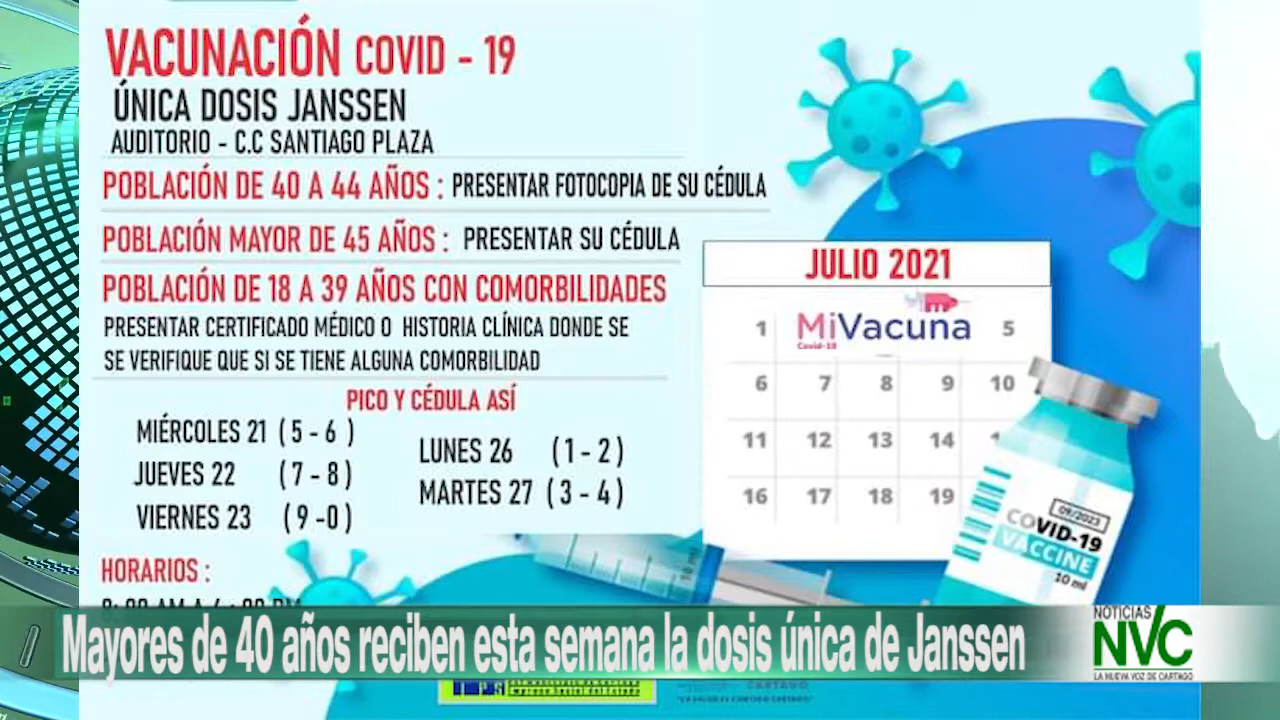 VACUNACIÓN COVID - 19
ÚNICA DOSIS JANSSEN
AUDITORIO - C.C SANTIAGO PLAZA
POBLACIÓN DE 40 A 44 AÑOS : PRESENTAR FOTOCOPIA DE SU CÉDULA
POBLACIÓN MAYOR DE 45 AÑOS : PRESENTAR SU CÉDULA
POBLACIÓN DE 18 A 39 AÑOS CON COMORBILIDADES
PRESENTAR CERTIFICADO MÉDICO O HISTORIA CLÍNICA DONDE SE
SE VERIFIQUE QUE SI SE TIENE ALGUNA COMORBILIDAD
PICO Y CÉDULA ASÍ
MIÉRCOLES 21 ( 5 - 6 )
JUEVES 22 ( 7 - 8 )
VIERNES 23 ( 9 -0 )
LUNES 26 ( 1 - 2 )
MARTES 27 ( 3 - 4 )
HORARIOS :
JULIO 2021
1 MiVacuna 5
Covid-19
6 7 8 9 10
11 12 13 14
16 17 18 19
09/2023
COVID-19
VACCINE
10 ml
10 ml
Mayores de 40 años reciben esta semana la dosis única de Janssen
NOTICIAS
NVC
LA NUEVA VOZ DE CARTAGO